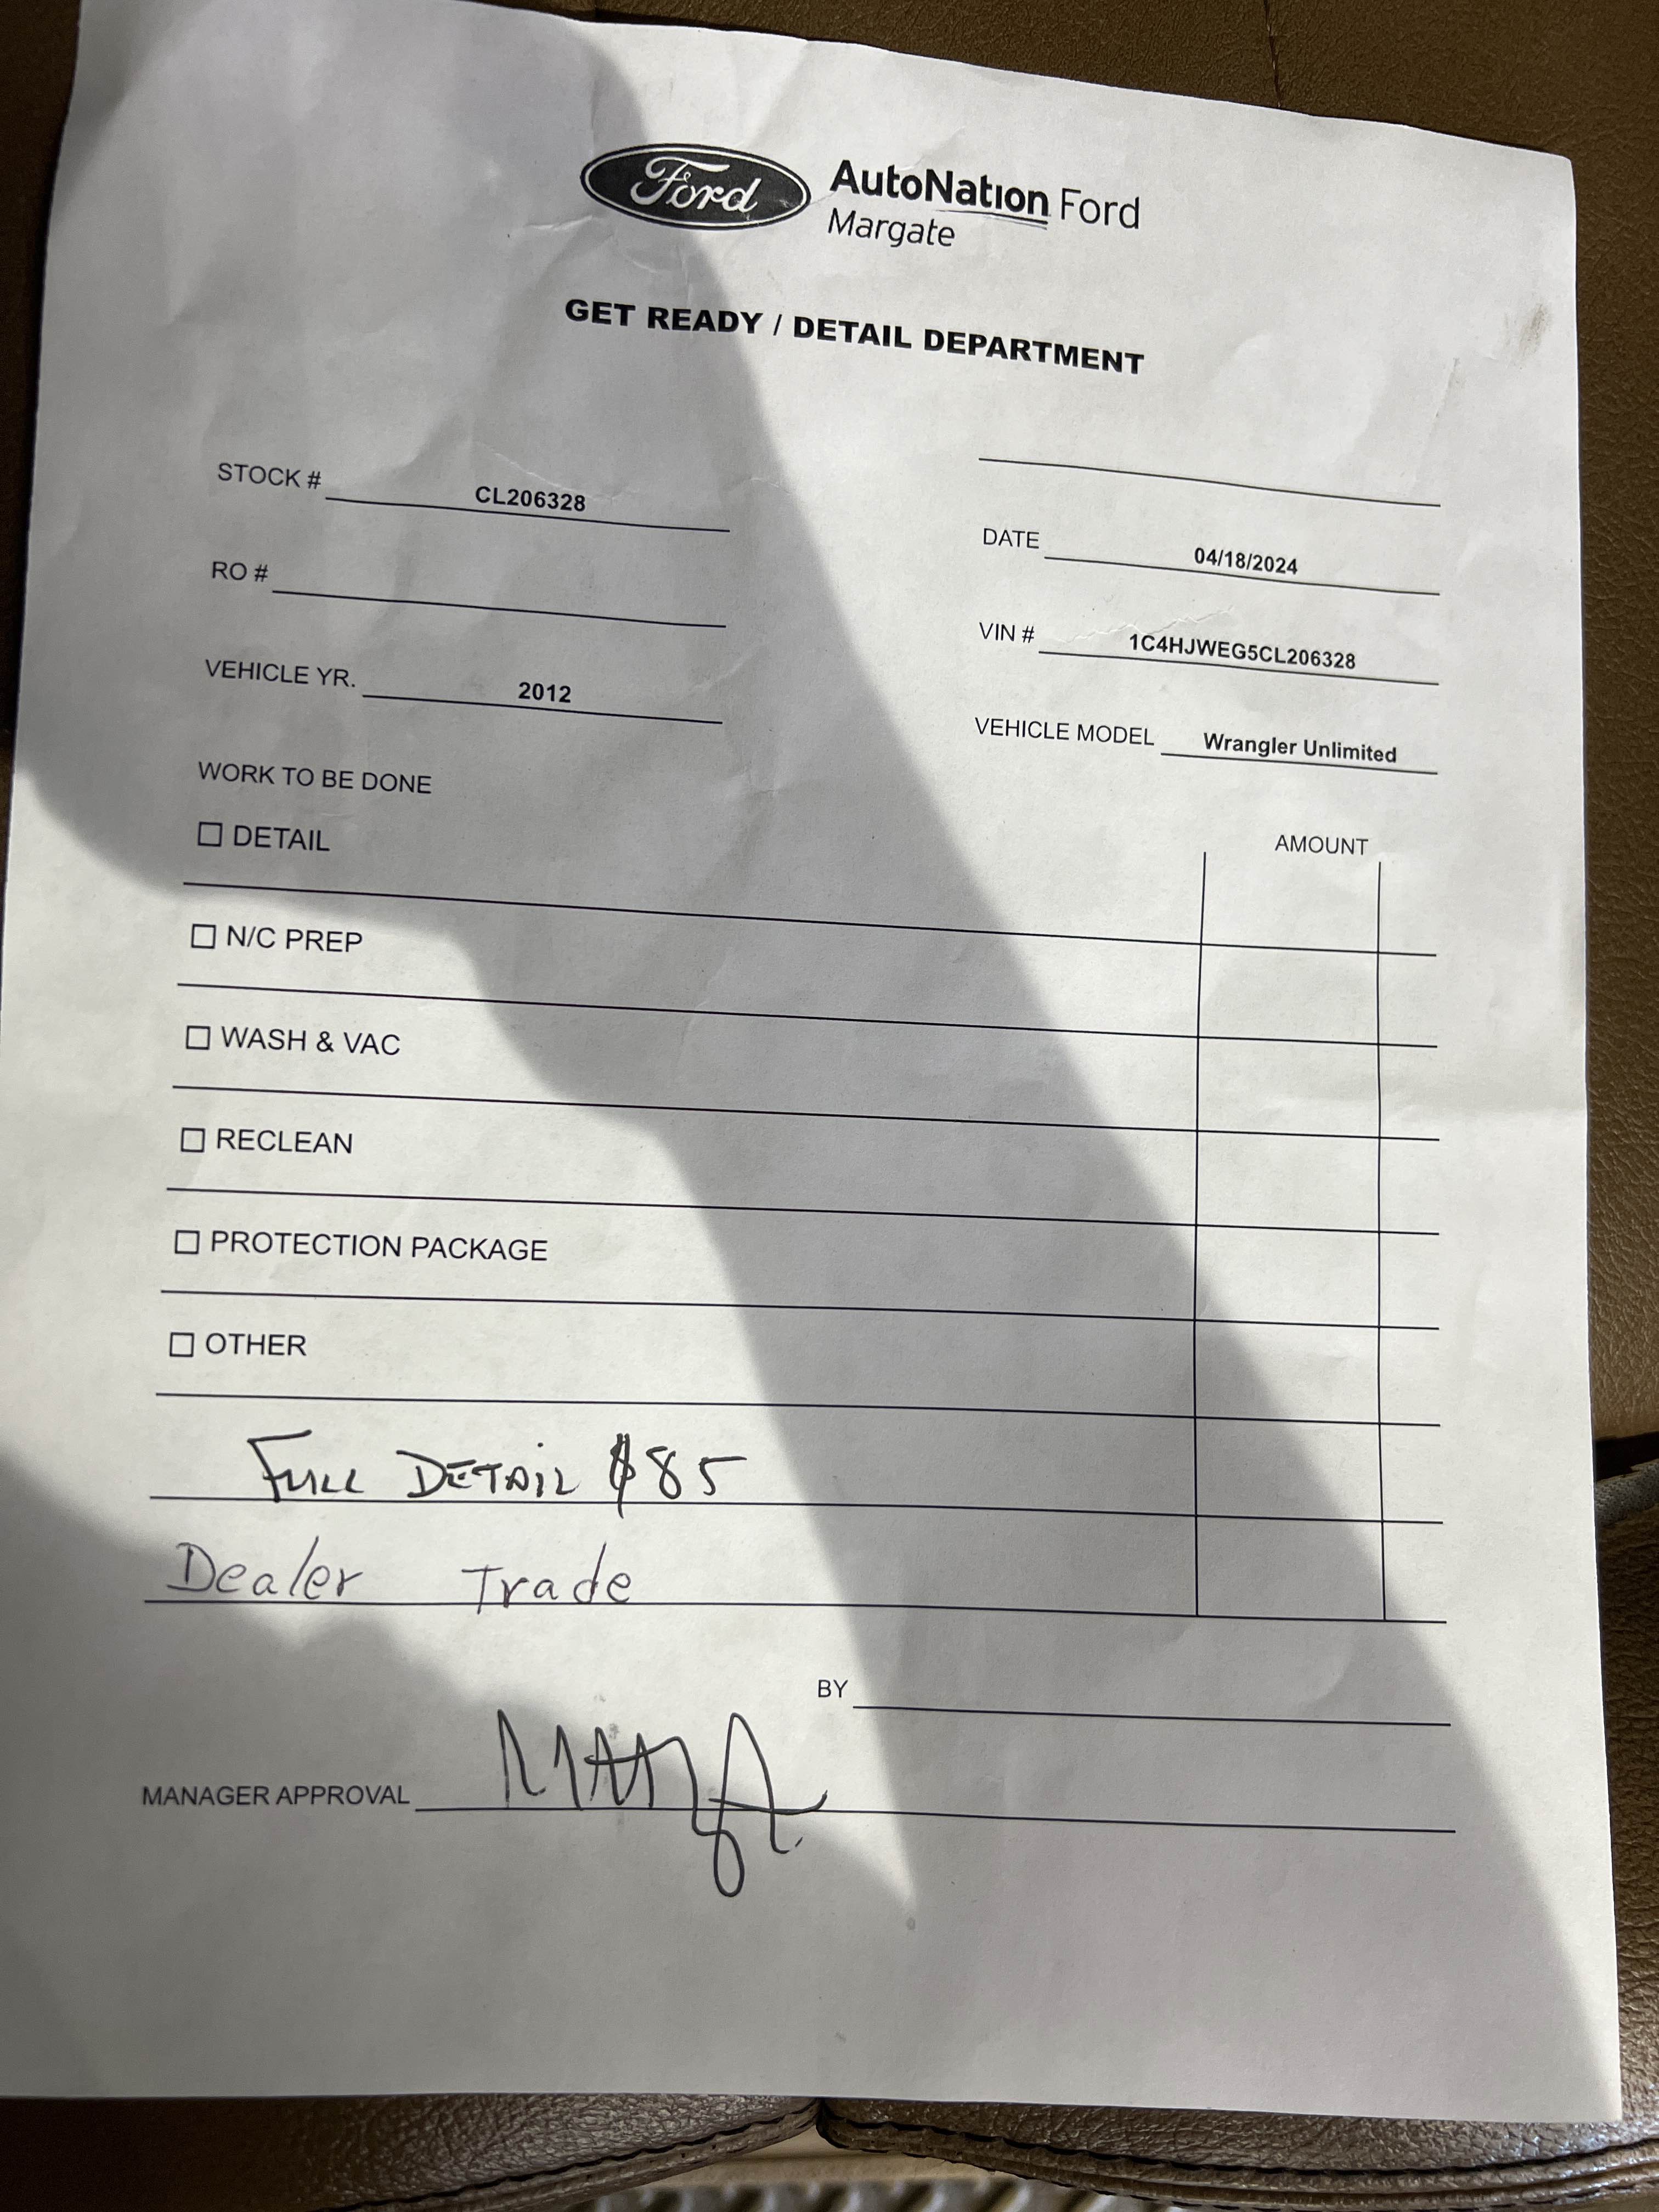 Ford AutoNation Ford
Margate
GET READY / DETAIL DEPARTMENT
STOCK # CL206328
DATE 04/18/2024
RO #
VIN # 1C4HJWEG5CL206328
VEHICLE YR. 2012
VEHICLE MODEL Wrangler Unlimited
WORK TO BE DONE
AMOUNT
DETAIL
N/C PREP
WASH & VAC
RECLEAN
PROTECTION PACKAGE
OTHER
FULL DETAIL $85
Dealer Trade
BY
MANAGER APPROVAL